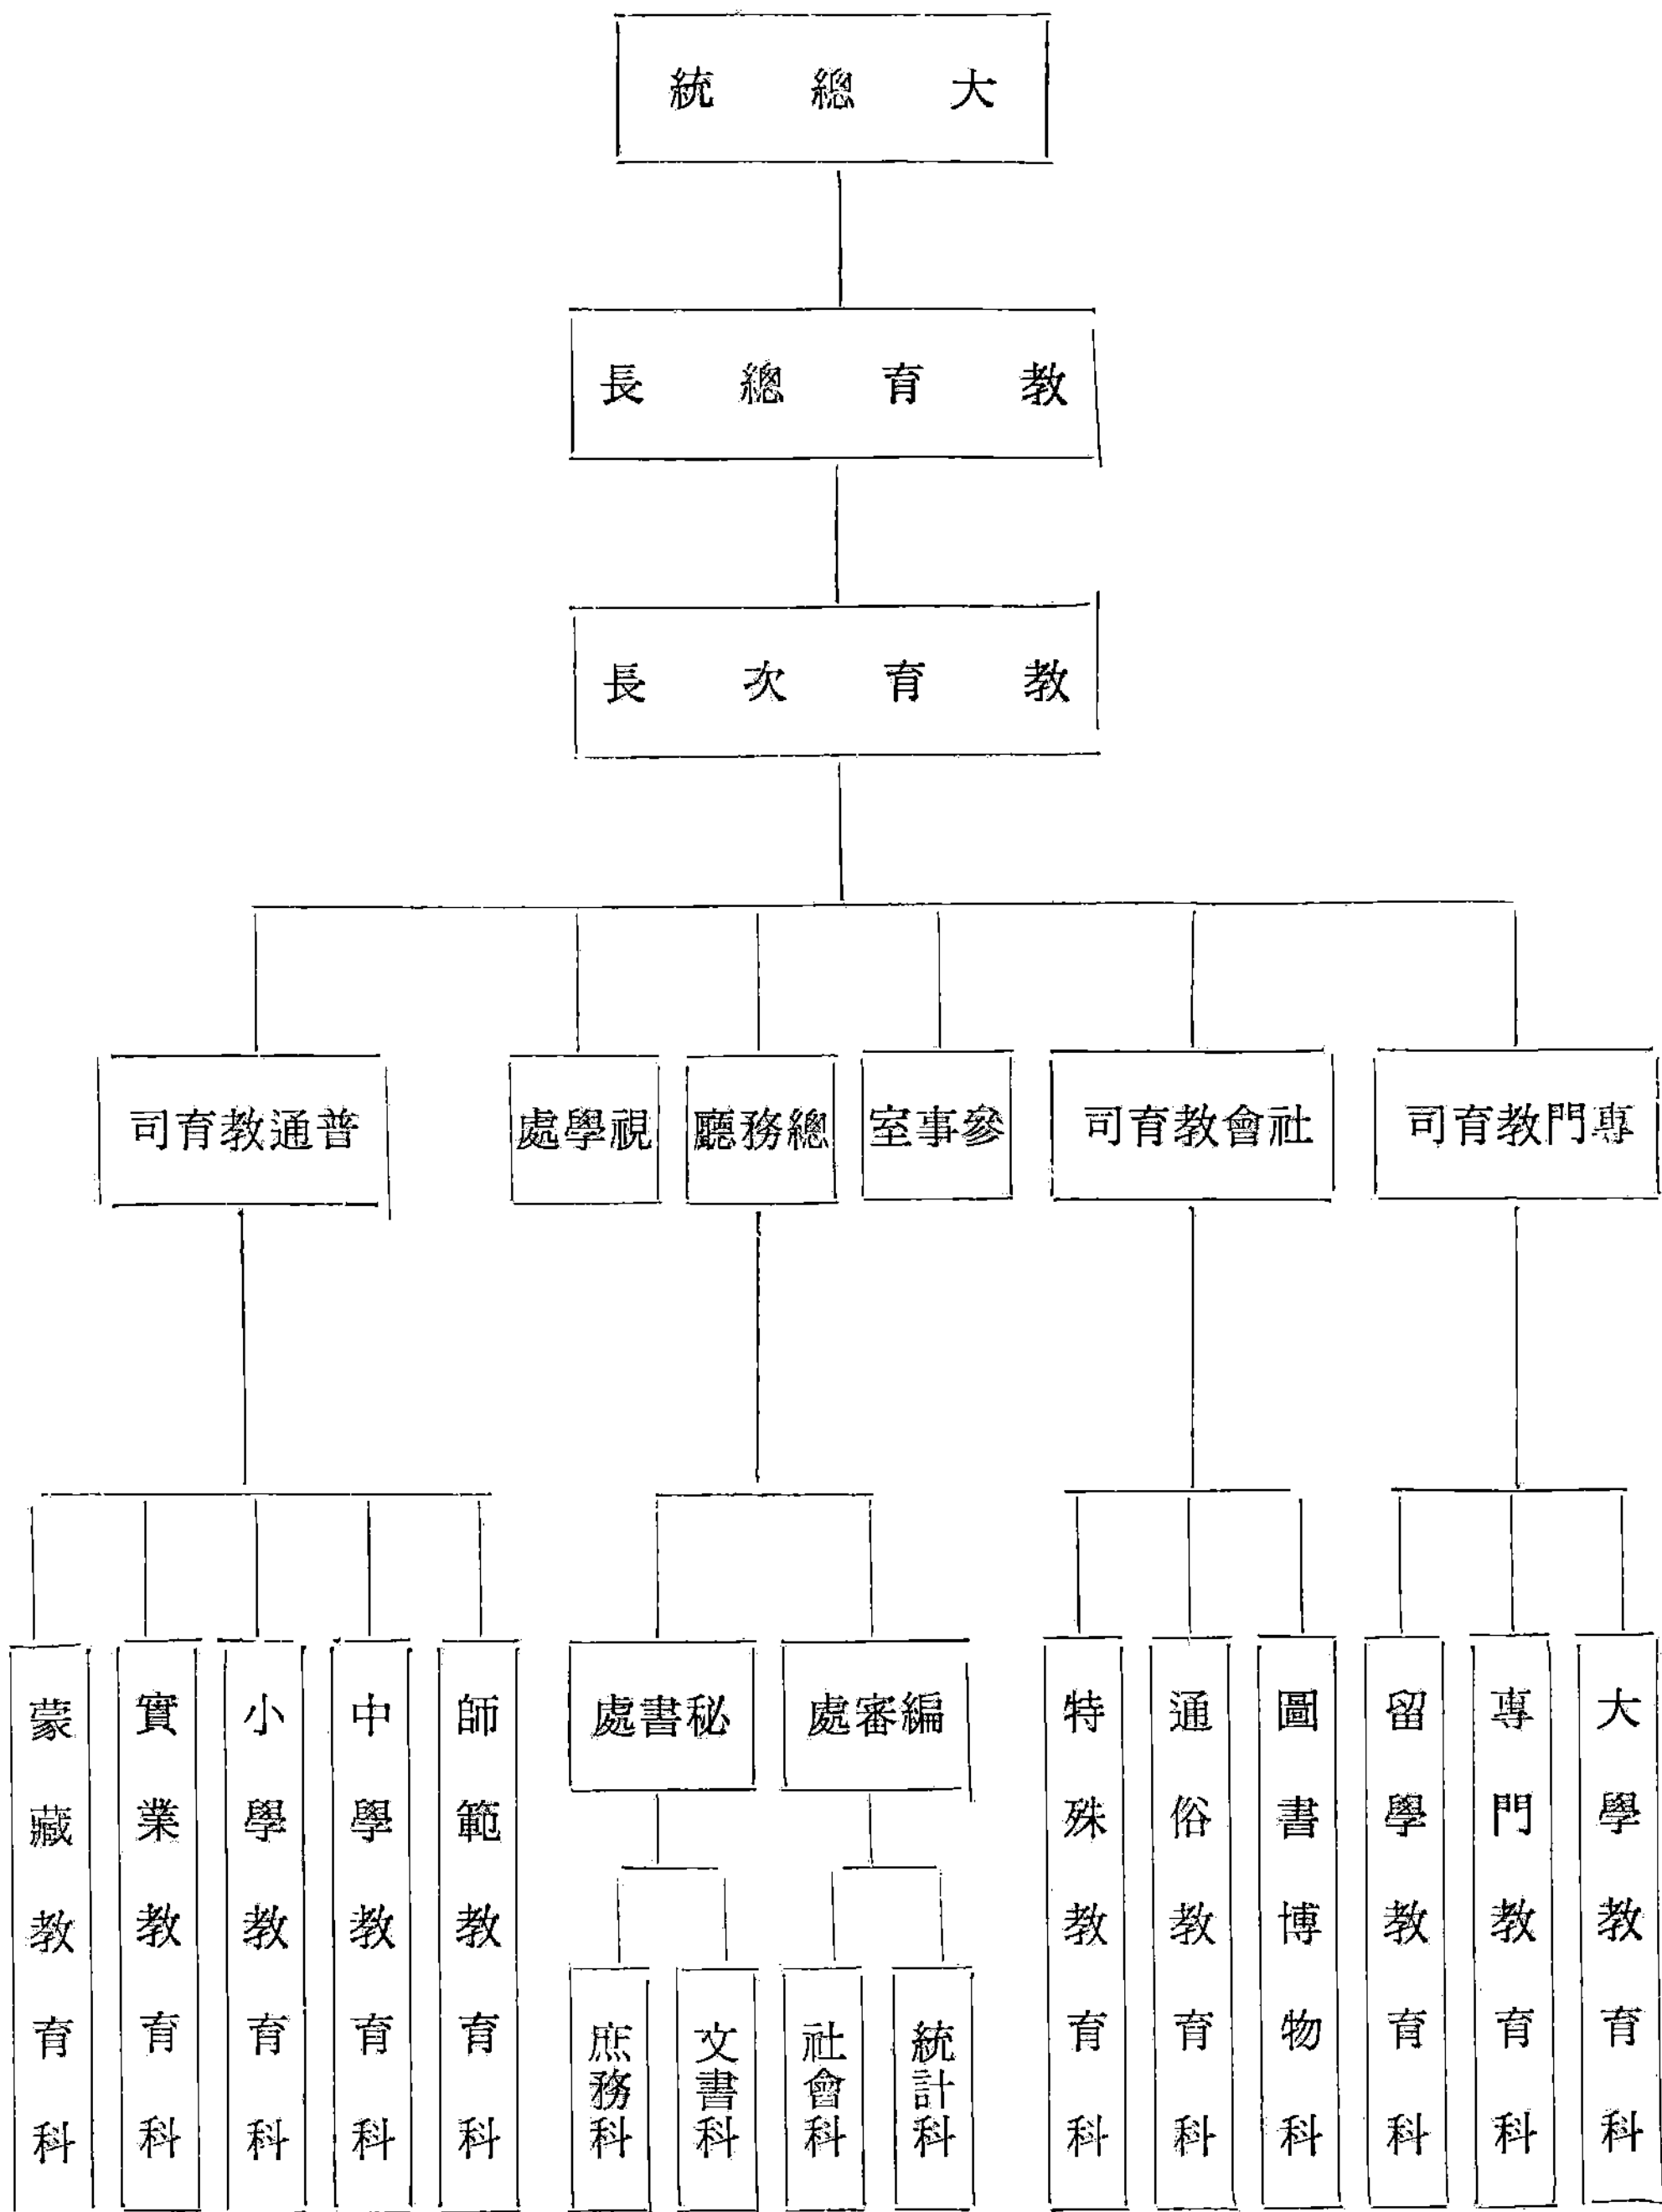 大總統
教育總長
教育次長
專門教育司
社會教育司
參事室
總務廳
視學處
普通教育司
大學教育科
專門教育科
留學教育科
圖書博物科
通俗教育科
特殊教育科
編審處
秘書處
統計科
社會科
文書科
庶務科
師範教育科
中學教育科
小學教育科
實業教育科
蒙藏教育科